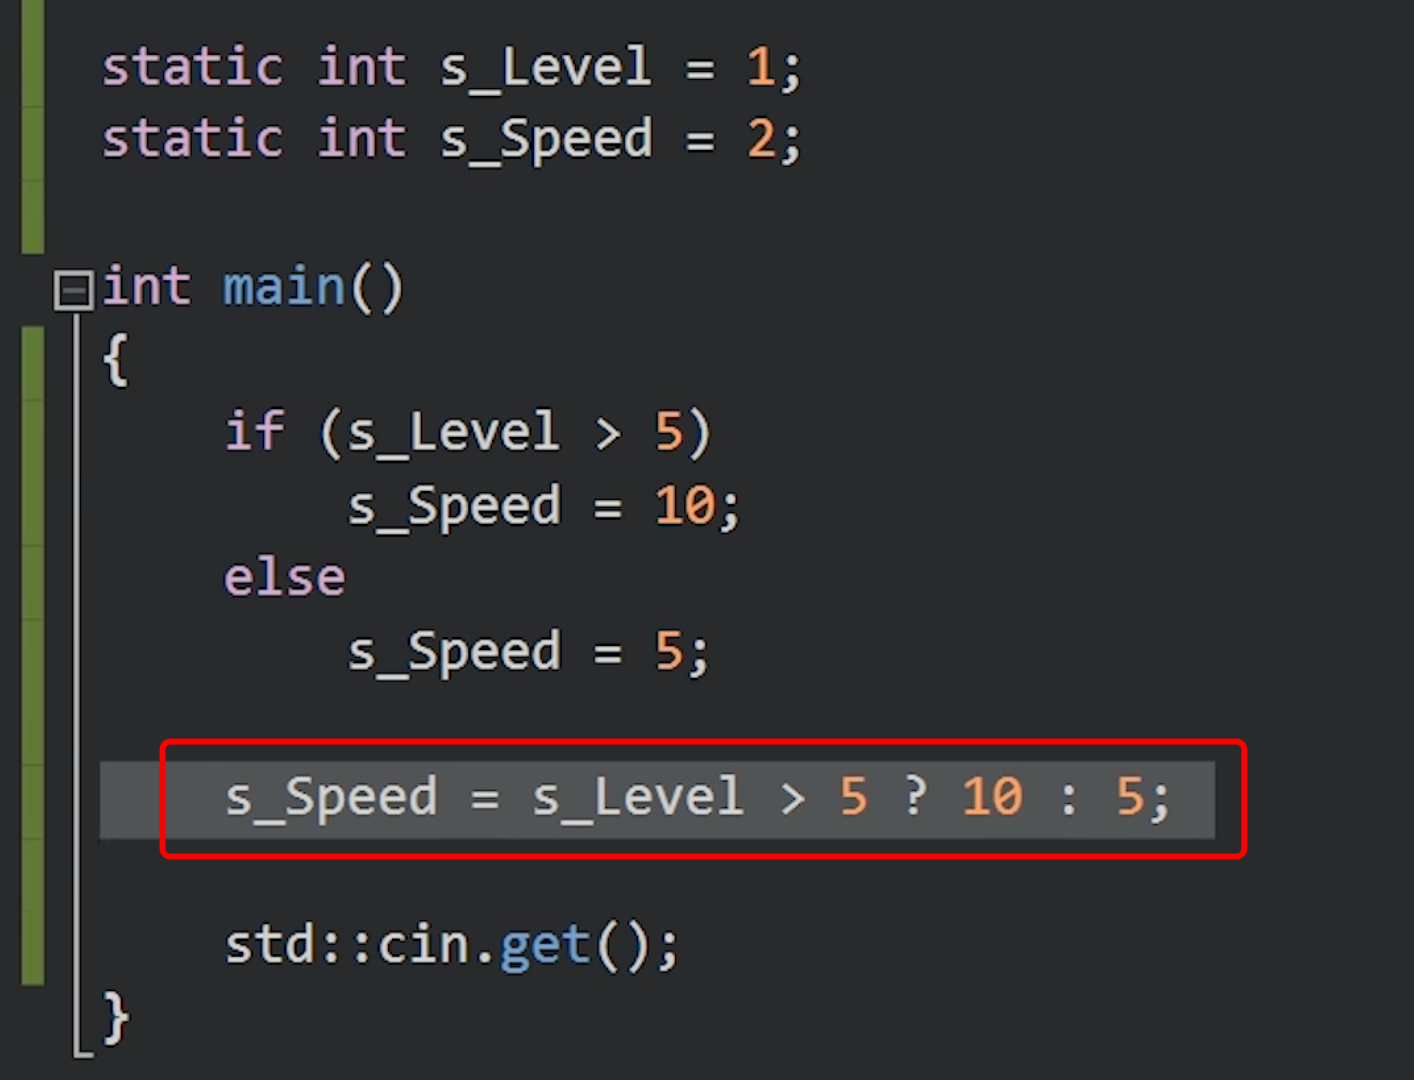 static int s_Level = 1;
static int s_Speed = 2;
int main()
{
if (s_Level > 5)
s_Speed = 10;
else
s_Speed = 5;
s_Speed = s_Level > 5 ? 10 : 5;
std::cin.get();
}